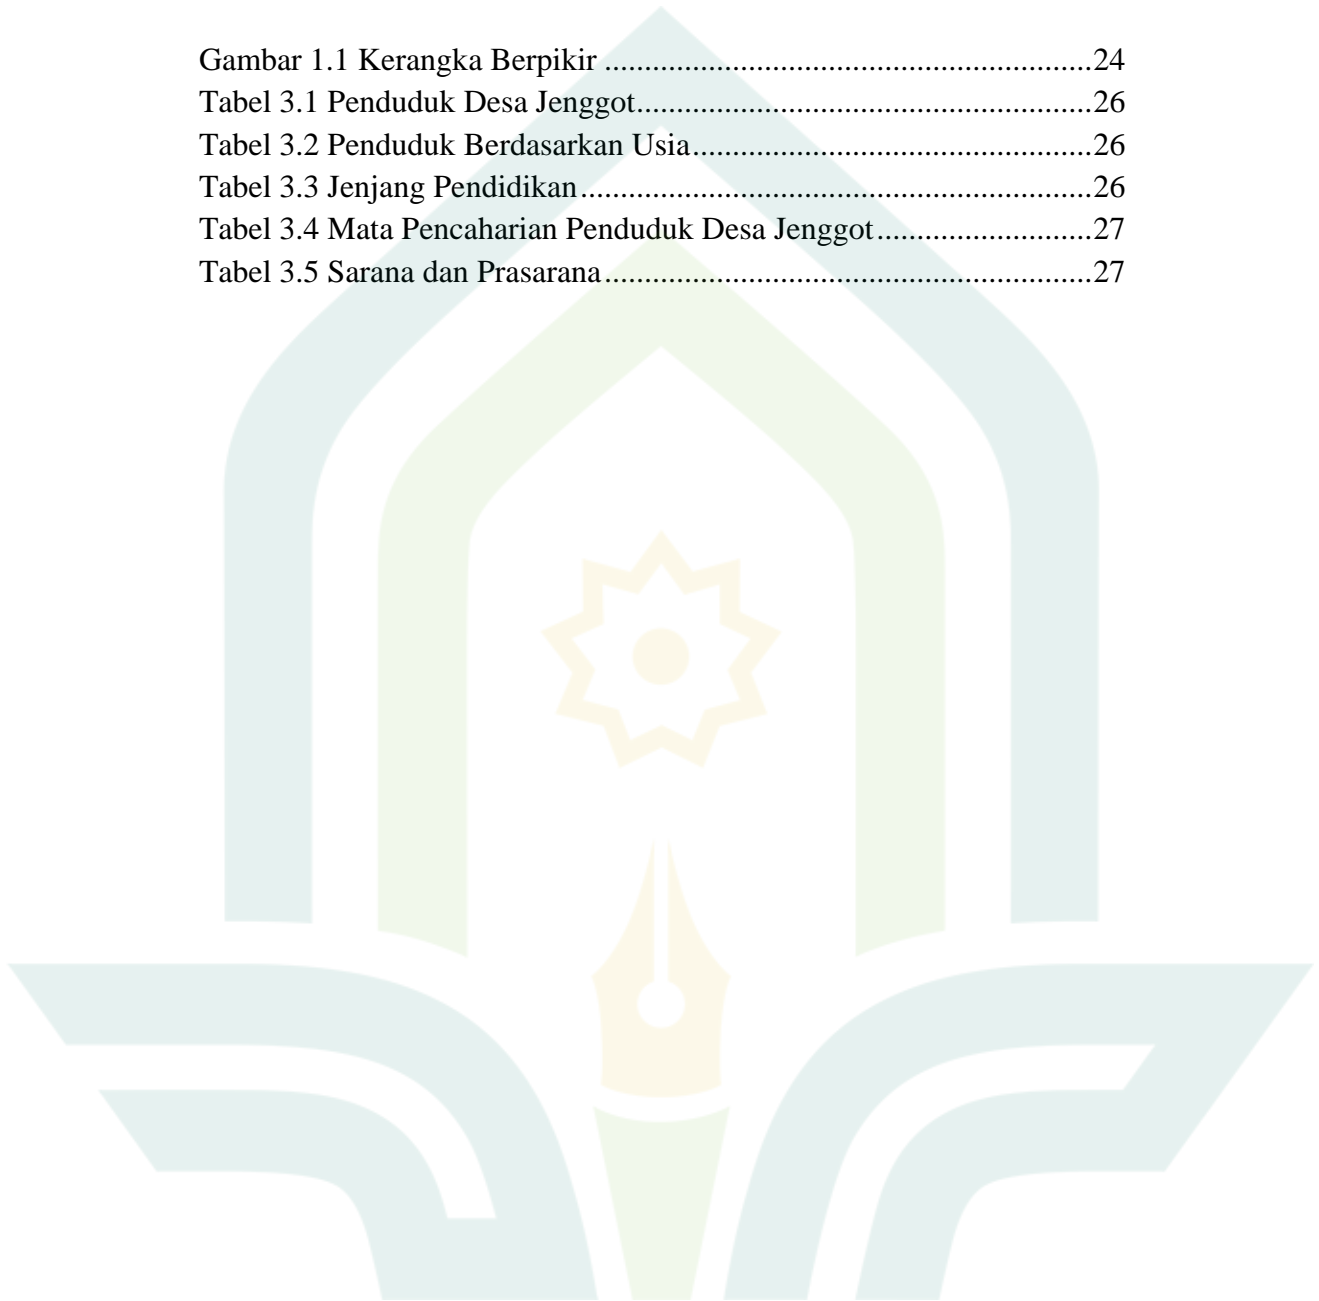 Gambar 1.1 Kerangka Berpikir ............................................................24
Tabel 3.1 Penduduk Desa Jenggot........................................................26
Tabel 3.2 Penduduk Berdasarkan Usia.................................................26
Tabel 3.3 Jenjang Pendidikan...............................................................26
Tabel 3.4 Mata Pencaharian Penduduk Desa Jenggot..........................27
Tabel 3.5 Sarana dan Prasarana............................................................27